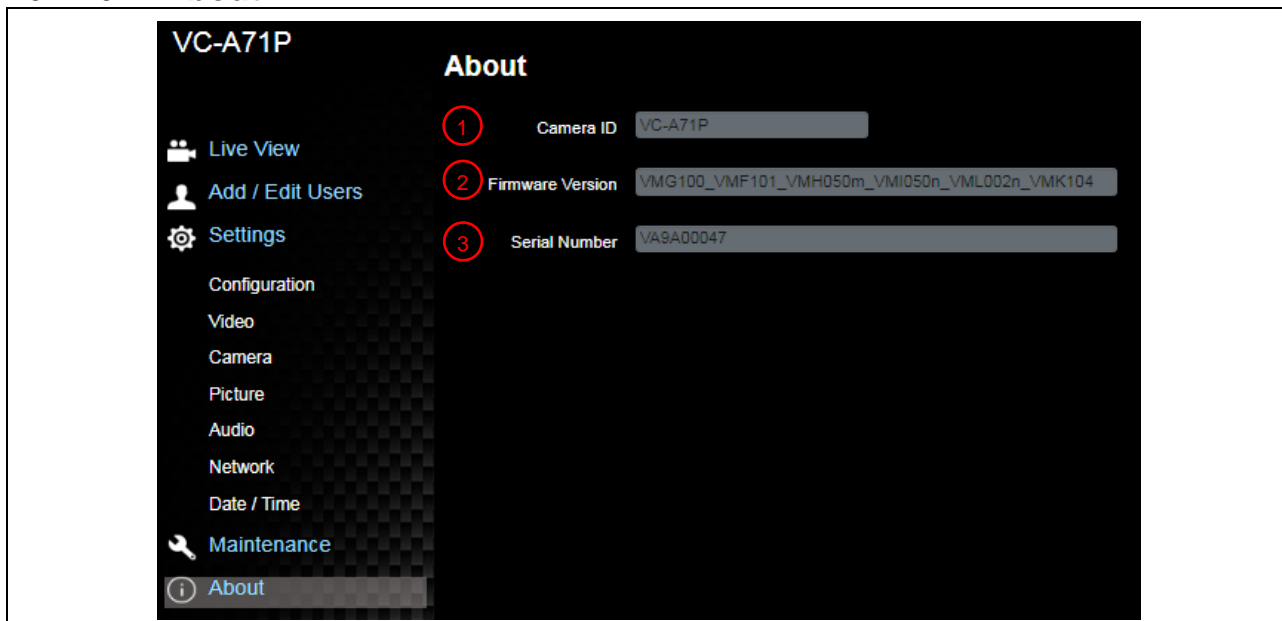 VC-A71P
Live View
Add / Edit Users
Settings
Configuration
Video
Camera
Picture
Audio
Network
Date / Time
Maintenance
About
About
1 Camera ID VC-A71P
2 Firmware Version VMG100_VMF101_VMH050m_VMI050n_VML002n_VMK104
3 Serial Number VA9A00047